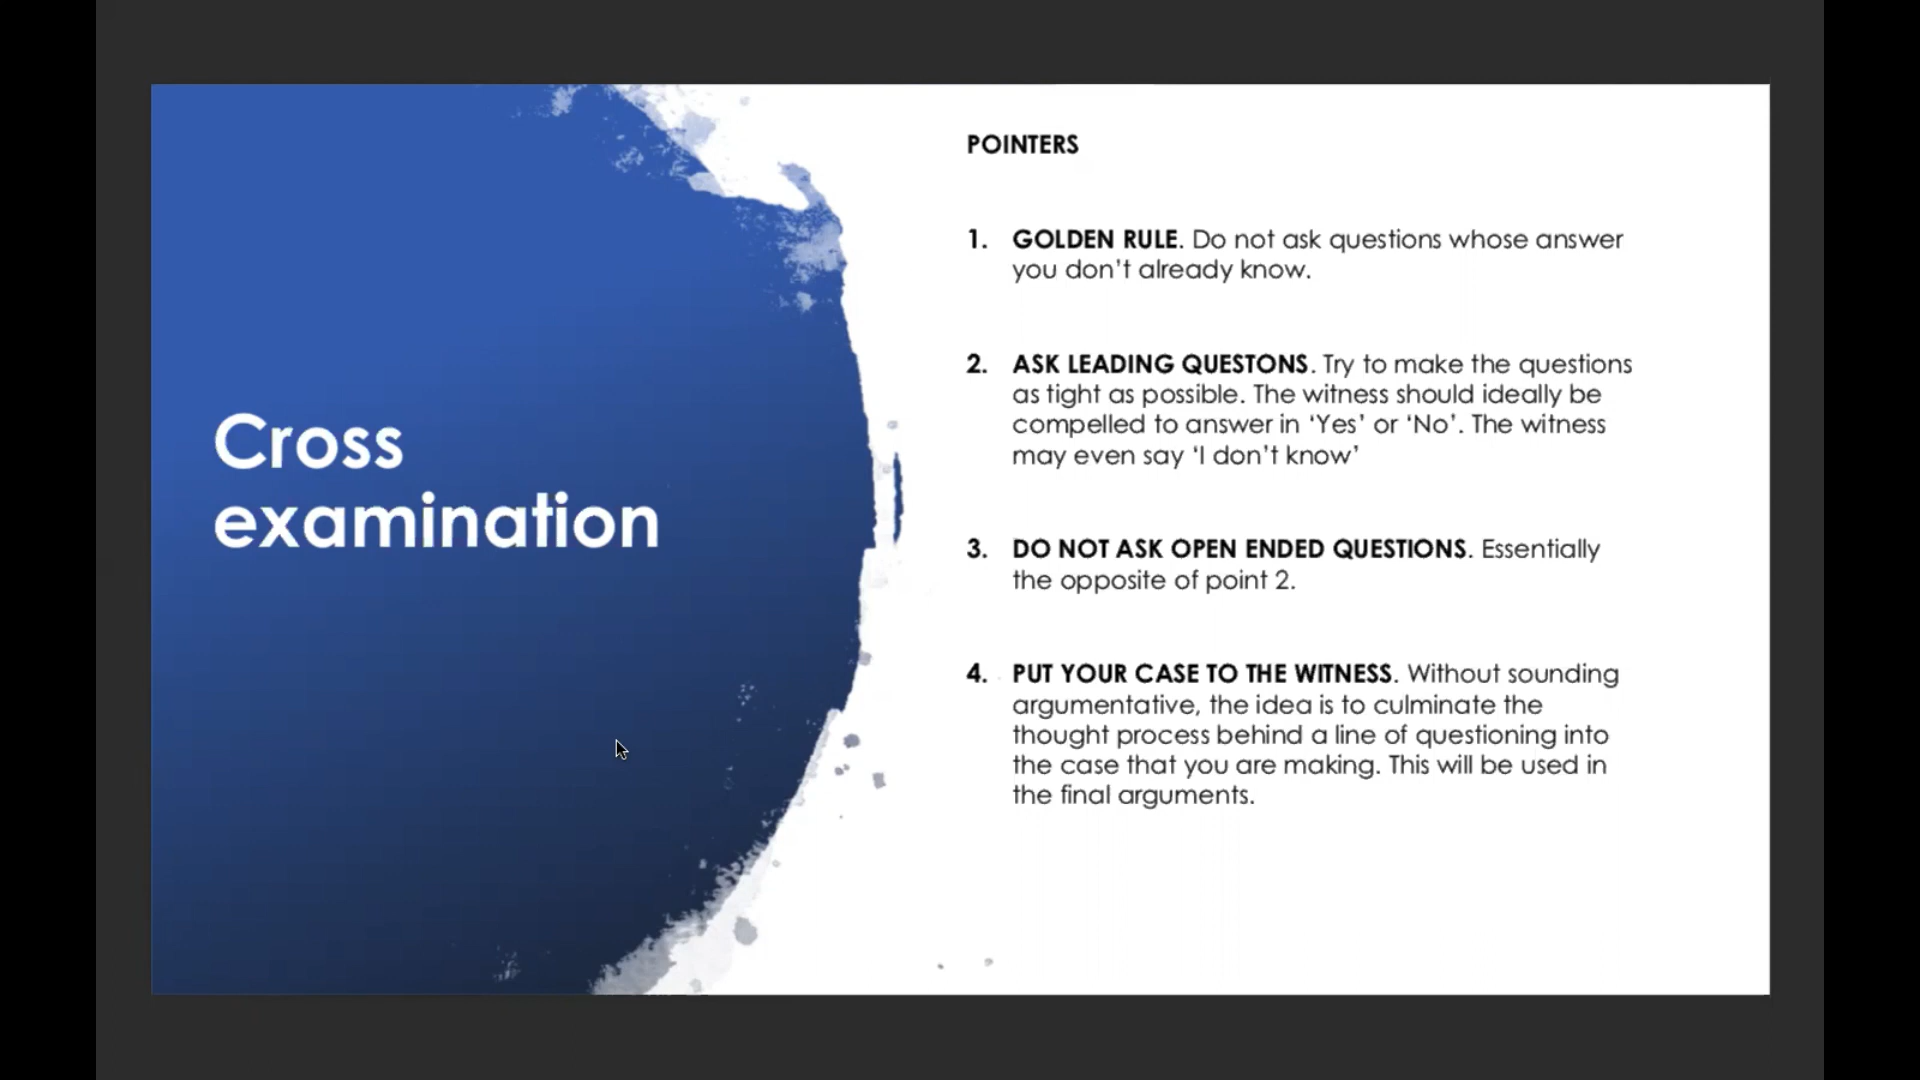 Cross
examination
POINTERS
1. GOLDEN RULE. Do not ask questions whose answer
you don't already know.
2. ASK LEADING QUESTONS. Try to make the questions
as tight as possible. The witness should ideally be
compelled to answer in ‘Yes’ or ‘No’. The witness
may even say ‘I don’t know’
3. DO NOT ASK OPEN ENDED QUESTIONS. Essentially
the opposite of point 2.
4. PUT YOUR CASE TO THE WITNESS. Without sounding
argumentative, the idea is to culminate the
thought process behind a line of questioning into
the case that you are making. This will be used in
the final arguments.